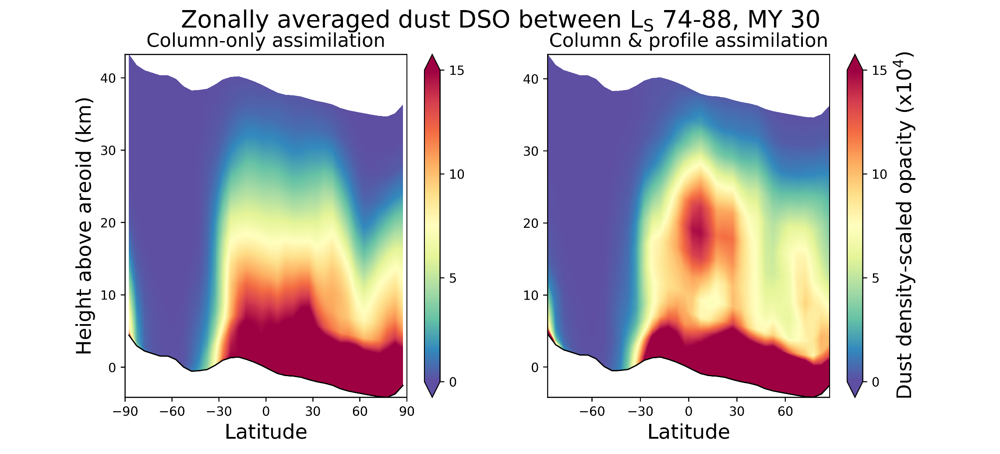 Zonally averaged dust DSO between L_S 74-88, MY 30
Column-only assimilation
Height above areoid (km)
40
30
20
10
0
−90 −60 −30 0 30 60 90
Latitude
15
10
5
0
Column & profile assimilation
40
30
20
10
0
−60 −30 0 30 60
Latitude
15
10
5
0
Dust density-scaled opacity (x10⁴)